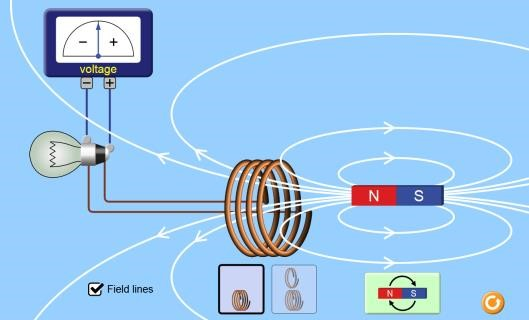 − +
voltage
− +
N S
Field lines
N S